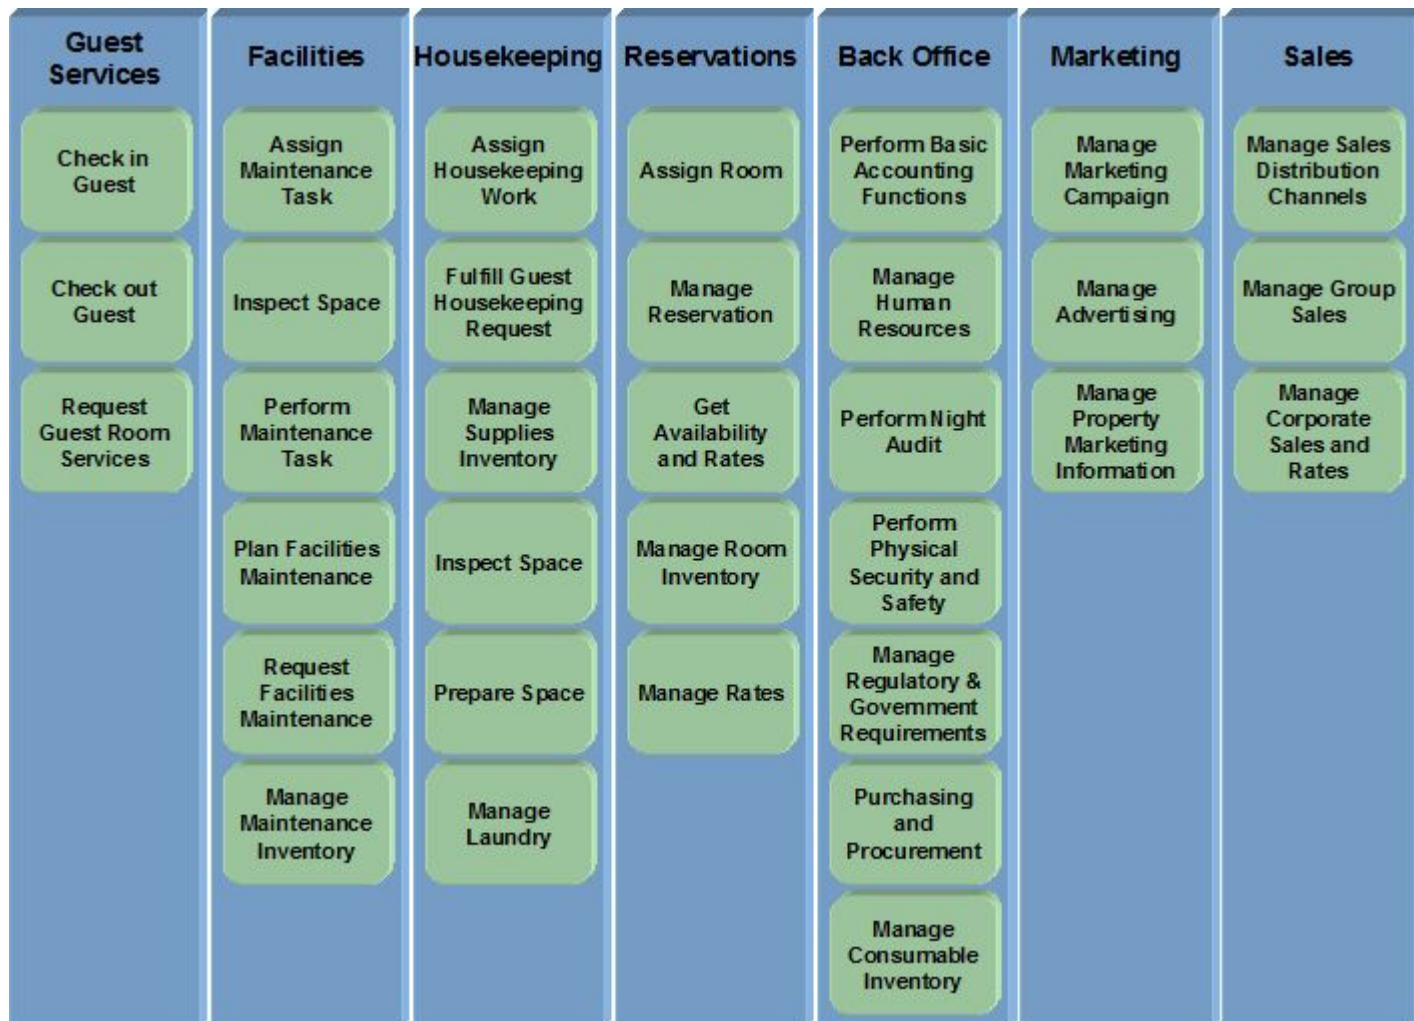 Guest
Services
Check in
Guest
Check out
Guest
Request
Guest Room
Services
Facilities
Assign
Maintenance
Task
Inspect Space
Perform
Maintenance
Task
Plan Facilities
Maintenance
Request
Facilities
Maintenance
Manage
Maintenance
Inventory
Housekeeping
Assign
Housekeeping
Work
Fulfill Guest
Housekeeping
Request
Manage
Supplies
Inventory
Inspect Space
Prepare Space
Manage
Laundry
Reservations
Assign Room
Manage
Reservation
Get
Availability
and Rates
Manage Room
Inventory
Manage Rates
Back Office
Perform Basic
Accounting
Functions
Manage
Human
Resources
Perform Night
Audit
Perform
Physical
Security and
Safety
Manage
Regulatory &
Government
Requirements
Purchasing
and
Procurement
Manage
Consumable
Inventory
Marketing
Manage
Marketing
Campaign
Manage
Advertising
Manage
Property
Marketing
Information
Sales
Manage Sales
Distribution
Channels
Manage Group
Sales
Manage
Corporate
Sales and
Rates